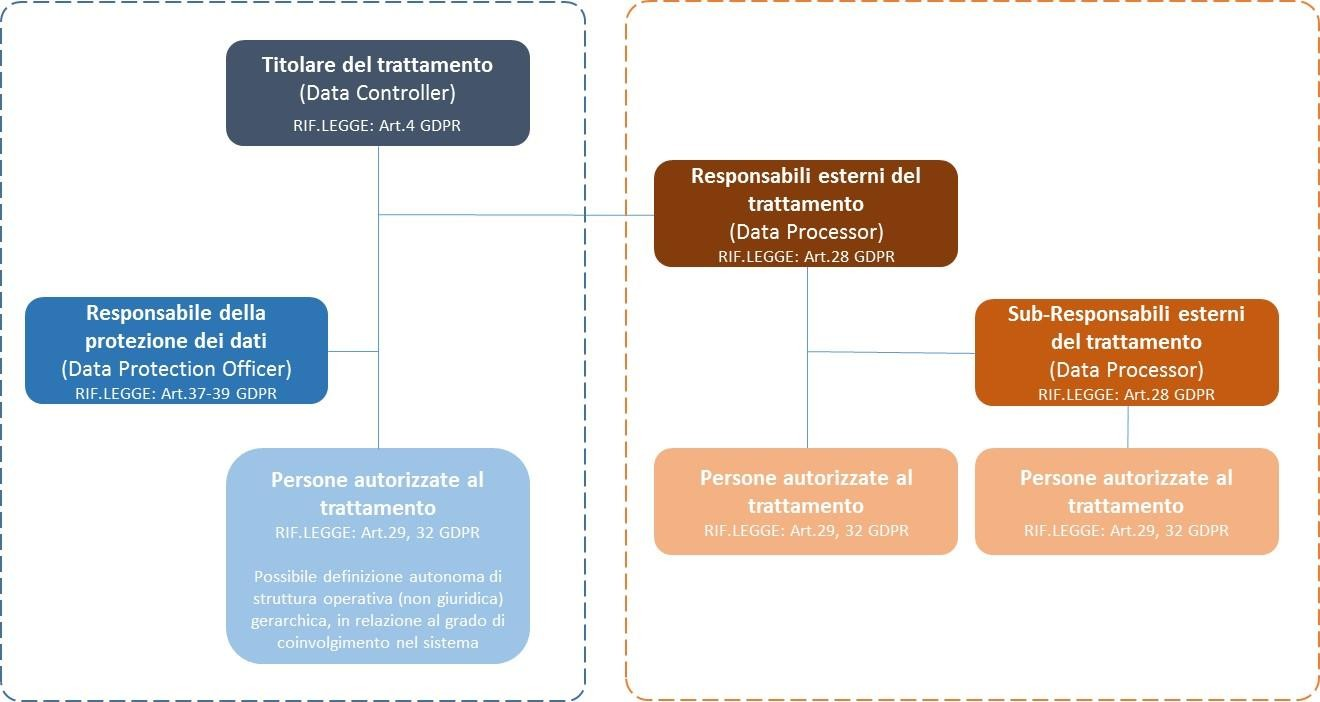 Titolare del trattamento
(Data Controller)
RIF.LEGGE: Art.4 GDPR
Responsabili esterni del
trattamento
(Data Processor)
RIF.LEGGE: Art.28 GDPR
Responsabile della
protezione dei dati
(Data Protection Officer)
RIF.LEGGE: Art.37-39 GDPR
Sub-Responsabili esterni
del trattamento
(Data Processor)
RIF.LEGGE: Art.28 GDPR
Persone autorizzate al
trattamento
RIF.LEGGE: Art.29, 32 GDPR
Possibile definizione autonoma di
struttura operativa (non giuridica)
gerarchica, in relazione al grado di
coinvolgimento nel sistema
Persone autorizzate al
trattamento
RIF.LEGGE: Art.29, 32 GDPR
Persone autorizzate al
trattamento
RIF.LEGGE: Art.29, 32 GDPR